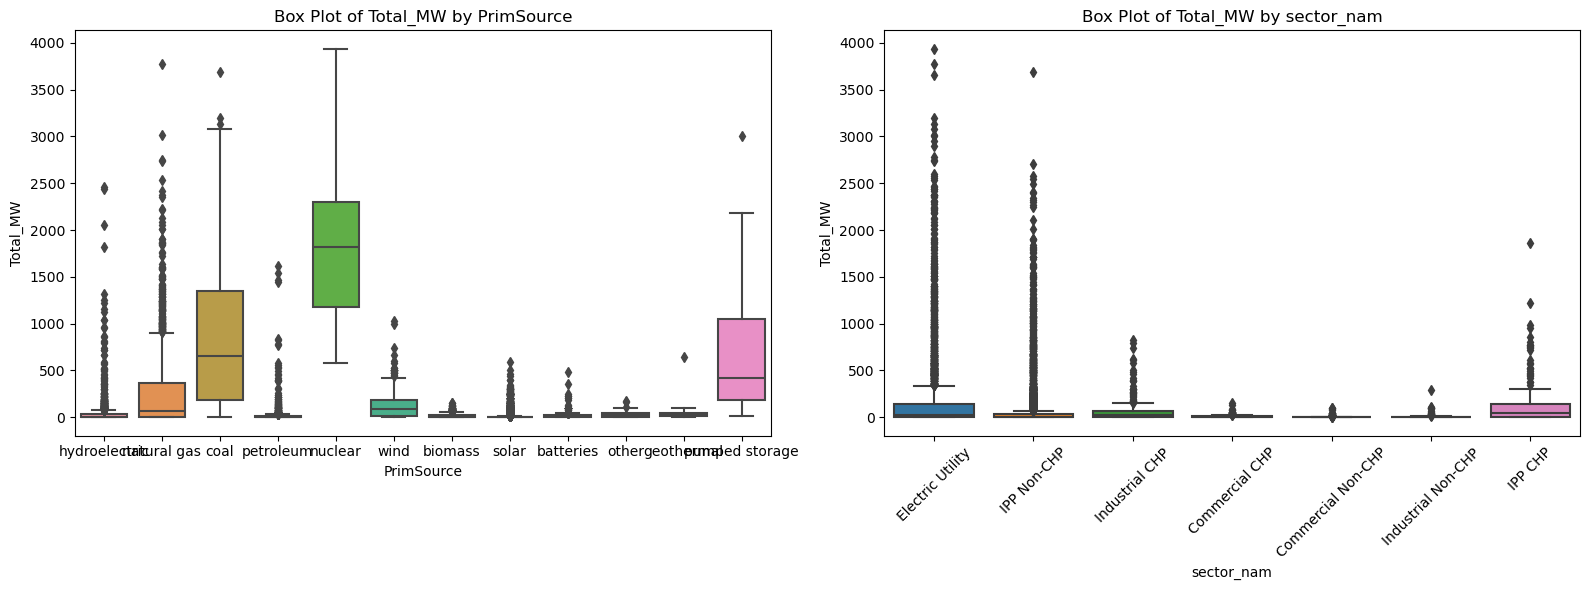 Box Plot of Total_MW by PrimSource
Total_MW
4000
3500
3000
2500
2000
1500
1000
500
0
hydroelectric
natural gas
coal
petroleum
nuclear
wind
biomass
solar
batteries
other
geothermal
pumped storage
PrimSource
Box Plot of Total_MW by sector_nam
Total_MW
4000
3500
3000
2500
2000
1500
1000
500
0
Electric Utility
IPP Non-CHP
Industrial CHP
Commercial CHP
Commercial Non-CHP
Industrial Non-CHP
IPP CHP
sector_nam